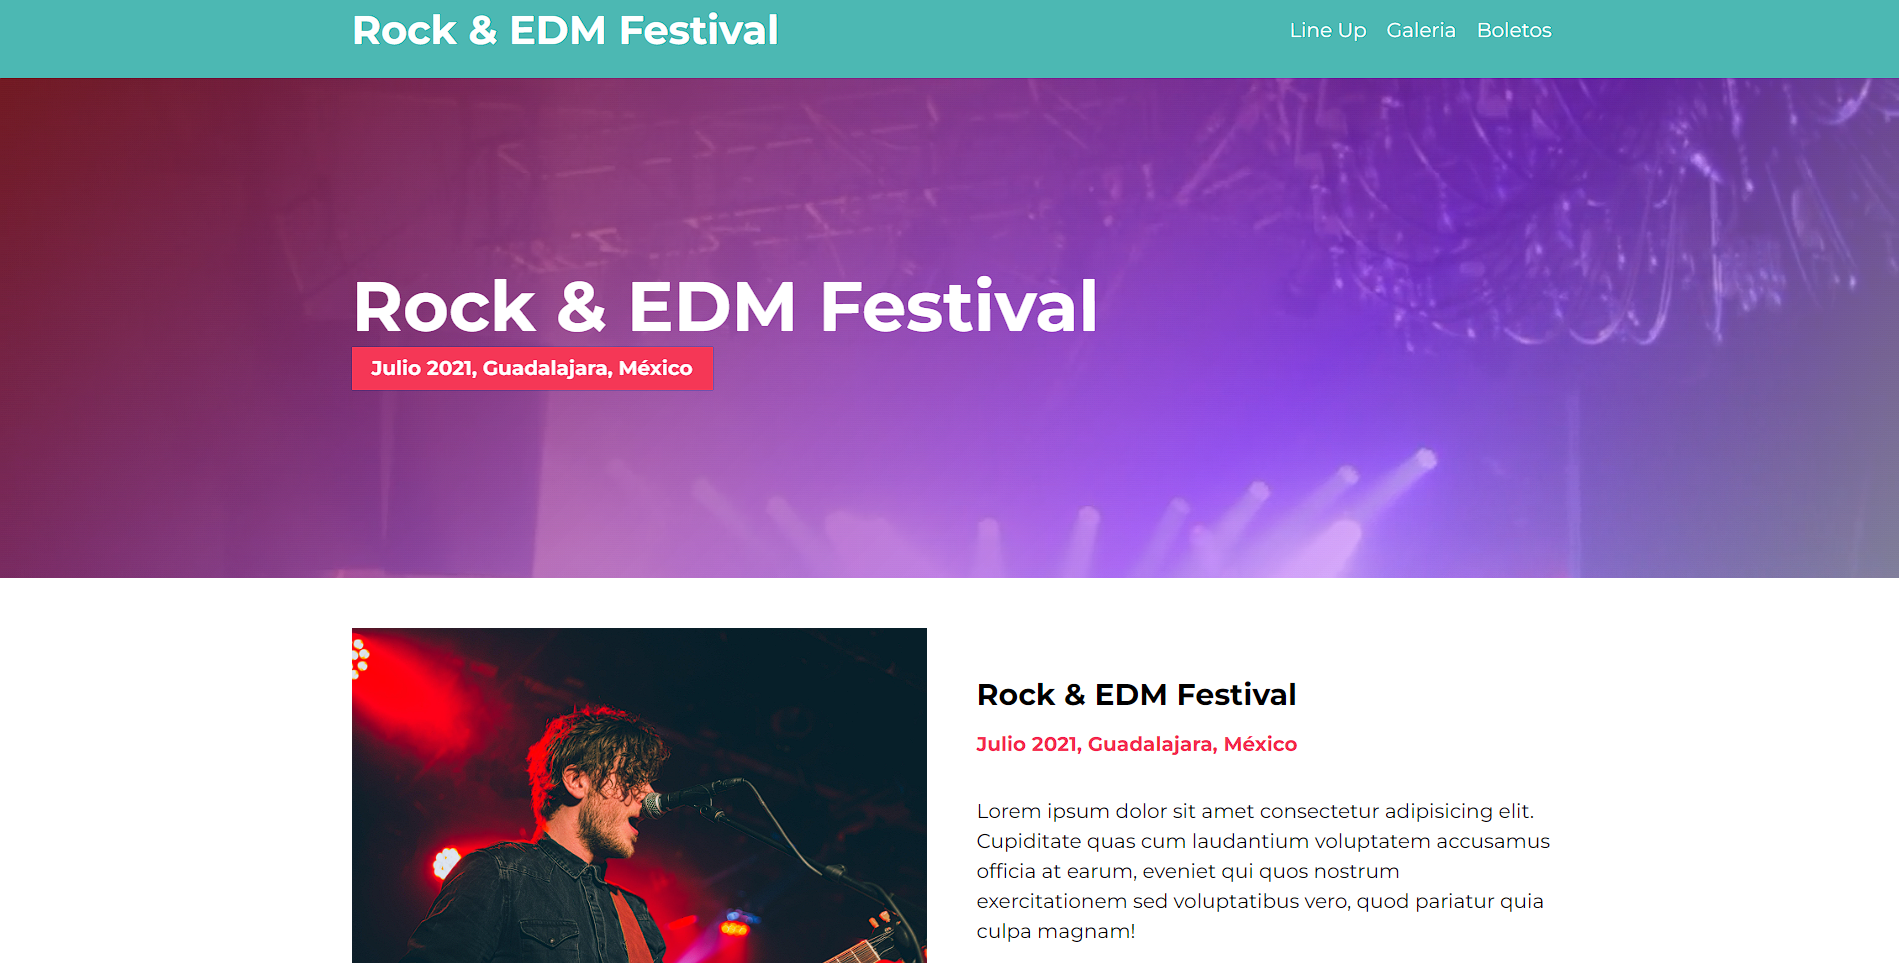 Rock & EDM Festival
Line Up Galeria Boletos
Rock & EDM Festival
Julio 2021, Guadalajara, México
Rock & EDM Festival
Julio 2021, Guadalajara, México
Lorem ipsum dolor sit amet consectetur adipisicing elit.
Cupiditate quas cum laudantium voluptatem accusamus
officia at earum, eveniet qui quos nostrum
exercitationem sed voluptatibus vero, quod pariatur quia
culpa magnam!